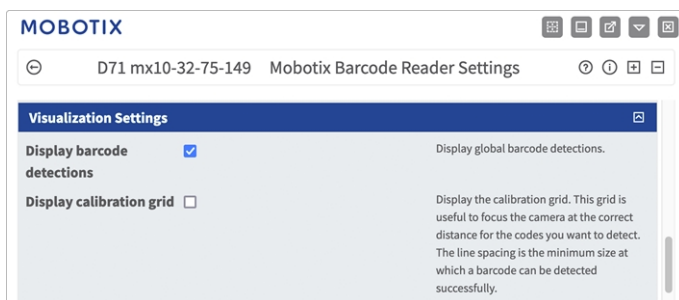 MOBOTIX
D71 mx10-32-75-149 Mobotix Barcode Reader Settings
Visualization Settings
Display barcode
detections
Display global barcode detections.
Display calibration grid
Display the calibration grid. This grid is
useful to focus the camera at the correct
distance for the codes you want to detect.
The line spacing is the minimum size at
which a barcode can be detected
successfully.